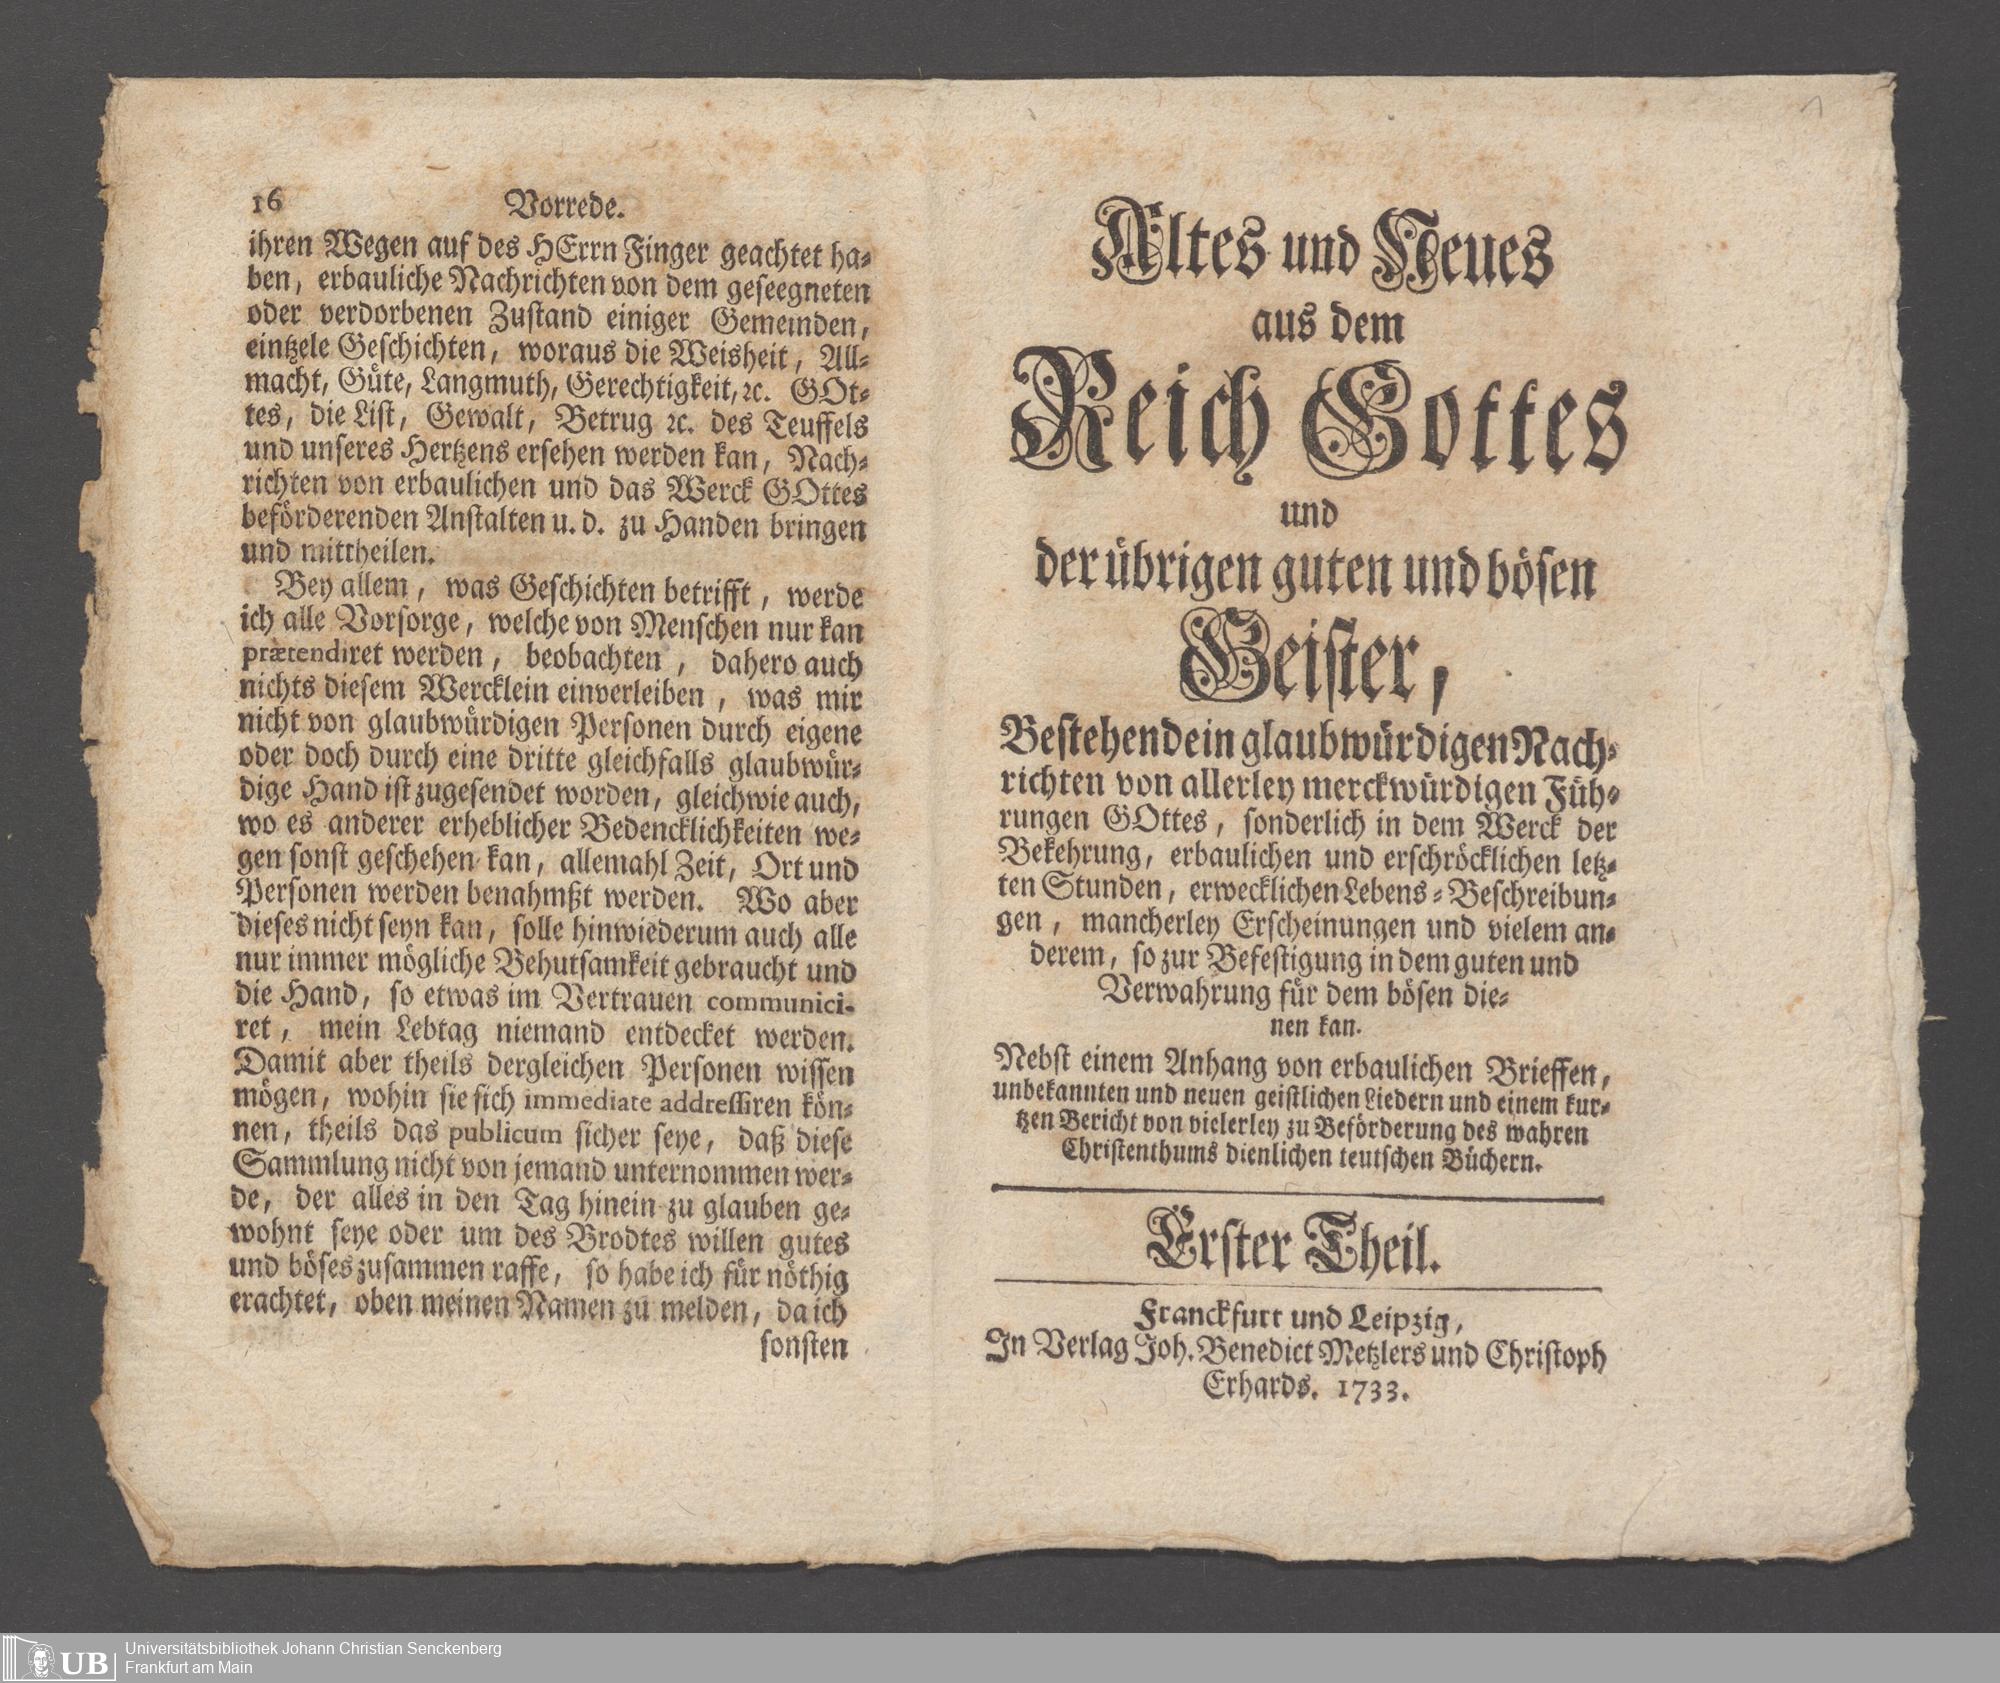 16 Vorrede.
ihren Wegen auf des HErrn Finger geachtet ha-
ben, erbauliche Nachrichten von dem geseegneten
oder verdorbenen Zustand einiger Gemeinden,
eintzele Geschichten, woraus die Weisheit, All-
macht, Güte, Langmuth, Gerechtigkeit, ꝛc. GOt-
tes, die List, Gewalt, Betrug ꝛc. des Teuffels
und unseres Hertzens ersehen werden kan, Nach-
richten von erbaulichen und das Werck GOttes
beförderenden Anstalten u. d. zu Handen bringen
und mittheilen.
Bey allem, was Geschichten betrifft, werde
ich alle Vorsorge, welche von Menschen nur kan
prætendiret werden, beobachten, dahero auch
nichts diesem Wercklein einverleiben, was mir
nicht von glaubwürdigen Personen durch eigene
oder doch durch eine dritte gleichfalls glaubwür-
dige Hand ist zugesendet worden, gleichwie auch,
wo es anderer erheblicher Bedencklichkeiten we-
gen sonst geschehen kan, allemahl Zeit, Ort und
Personen werden benahmßt werden. Wo aber
dieses nicht seyn kan, solle hinwiederum auch alle
nur immer mögliche Behutsamkeit gebraucht und
die Hand, so etwas im Vertrauen communici-
ret, mein Lebtag niemand entdecket werden.
Damit aber theils dergleichen Personen wissen
mögen, wohin sie sich immediate addressiren kön-
nen, theils das publicum sicher seye, daß diese
Sammlung nicht von jemand unternommen wer-
de, der alles in den Tag hinein zu glauben ge-
wohnt seye oder um des Brodtes willen gutes
und böses zusammen raffe, so habe ich für nöthig
erachtet, oben meinen Namen zu melden, da ich
sonsten
1
Altes und Neues
aus dem
Reich Gottes
und
der übrigen guten und bösen
Geister,
Bestehend ein glaubwürdigen Nach-
richten von allerley merckwürdigen Füh-
rungen GOttes, sonderlich in dem Werck der
Bekehrung, erbaulichen und erschröcklichen letz-
ten Stunden, erwecklichen Lebens-Beschreibun-
gen, mancherley Erscheinungen und vielem an-
derem, so zur Befestigung in dem guten und
Verwahrung für dem bösen die-
nen kan.
Nebst einem Anhang von erbaulichen Brieffen,
unbekannten und neuen geistlichen Liedern und einem kur-
tzen Bericht von vielerley zu Beförderung des wahren
Christenthums dienlichen teutschen Büchern.
Erster Theil.
Franckfurt und Leipzig,
In Verlag Joh. Benedict Metzlers und Christoph
Erhards. 1733.
UB
Universitätsbibliothek Johann Christian Senckenberg
Frankfurt am Main